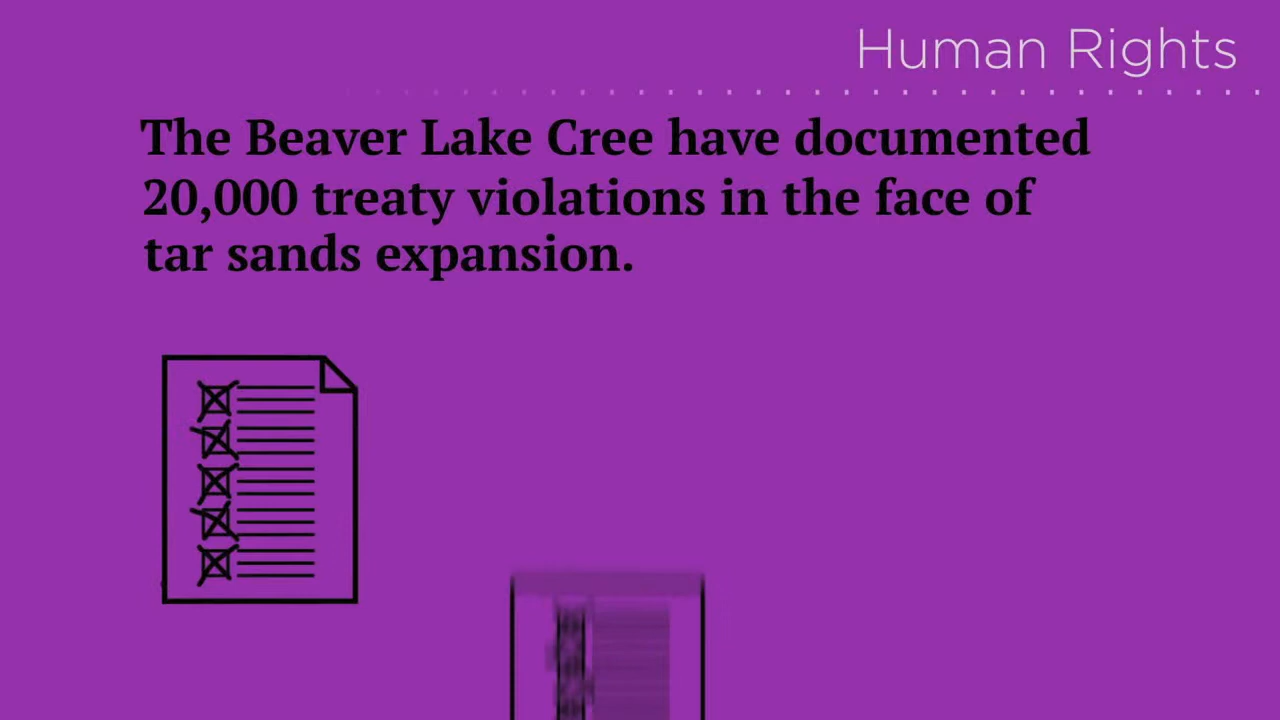 Human Rights
The Beaver Lake Cree have documented
20,000 treaty violations in the face of
tar sands expansion.